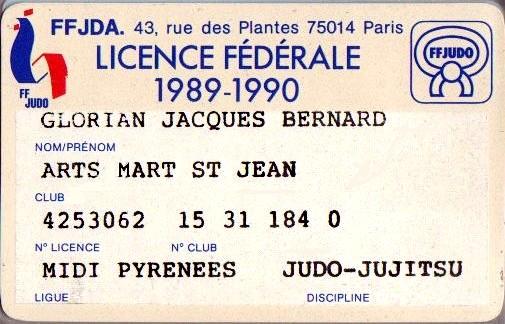 FFJDA. 43, rue des Plantes 75014 Paris
LICENCE FÉDÉRALE
1989-1990
FF
JUDO
FFJUDO
GLORIAN JACQUES BERNARD
NOM/PRÉNOM
ARTS MART ST JEAN
CLUB
4253062 15 31 184 0
N° LICENCE N° CLUB
MIDI PYRENEES JUDO-JUJITSU
LIGUE DISCIPLINE